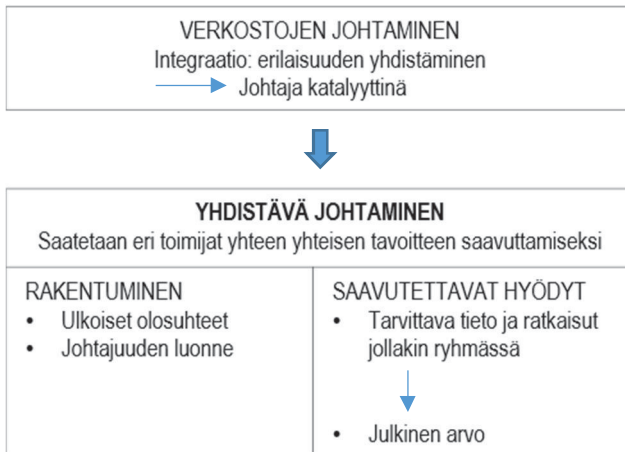 VERKOSTOJEN JOHTAMINEN
Integraatio: erilaisuuden yhdistäminen
Johtaja katalyyttinä
YHDISTÄVÄ JOHTAMINEN
Saatetaan eri toimijat yhteen yhteisen tavoitteen saavuttamiseksi
RAKENTUMINEN
• Ulkoiset olosuhteet
• Johtajuuden luonne
SAAVUTETTAVAT HYÖDYT
• Tarvittava tieto ja ratkaisut
jollakin ryhmässä
• Julkinen arvo